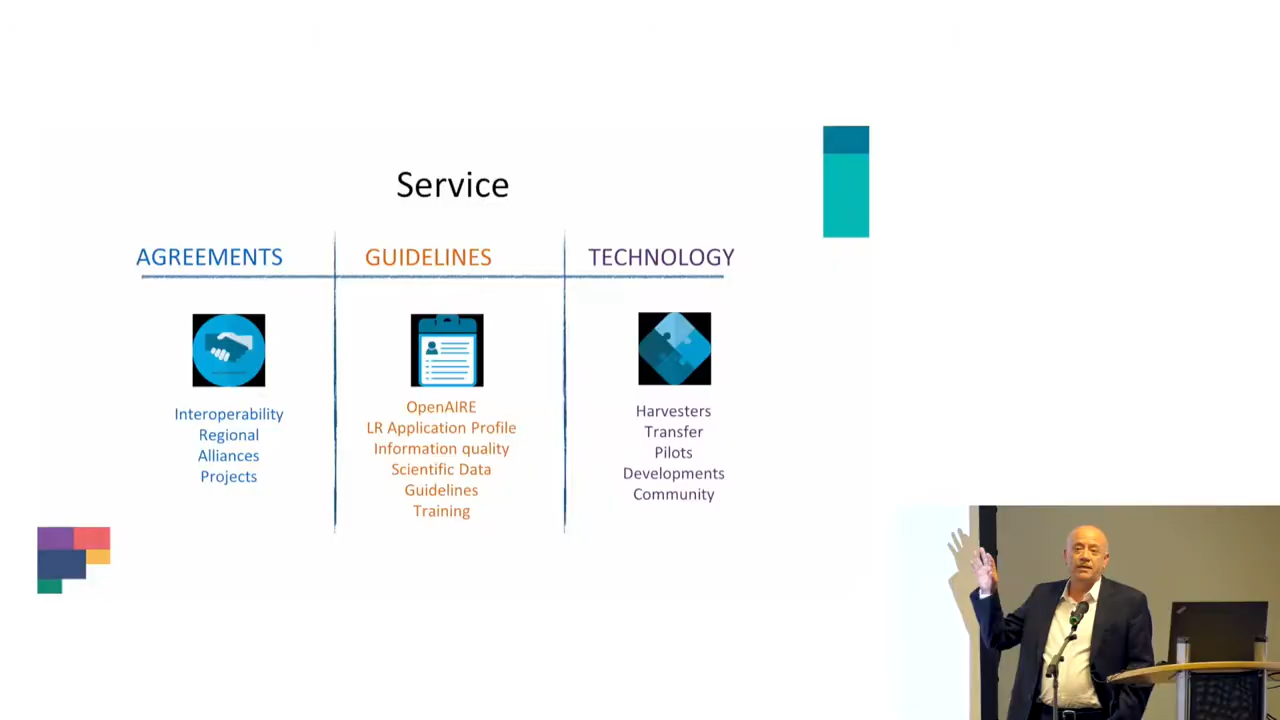 Service
AGREEMENTS
GUIDELINES
TECHNOLOGY
Interoperability
Regional
Alliances
Projects
OpenAIRE
LR Application Profile
Information quality
Scientific Data
Guidelines
Training
Harvesters
Transfer
Pilots
Developments
Community